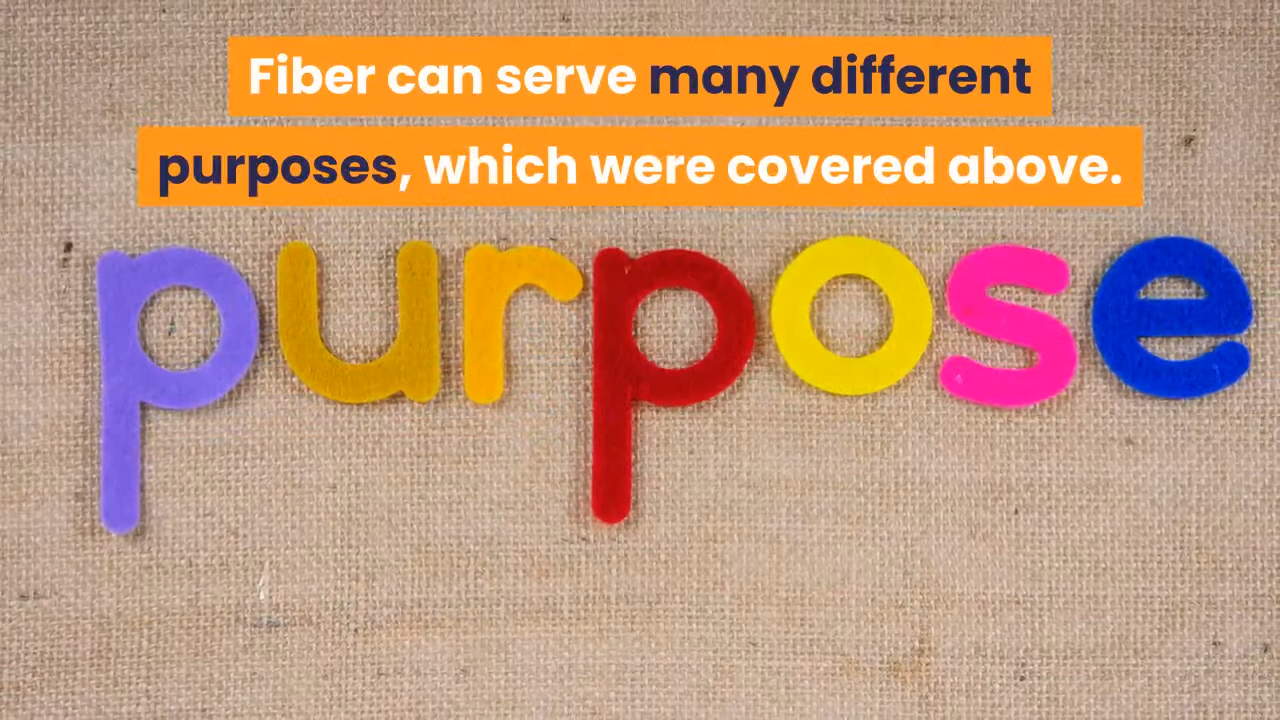 Fiber can serve many different
purposes, which were covered above.
purpose